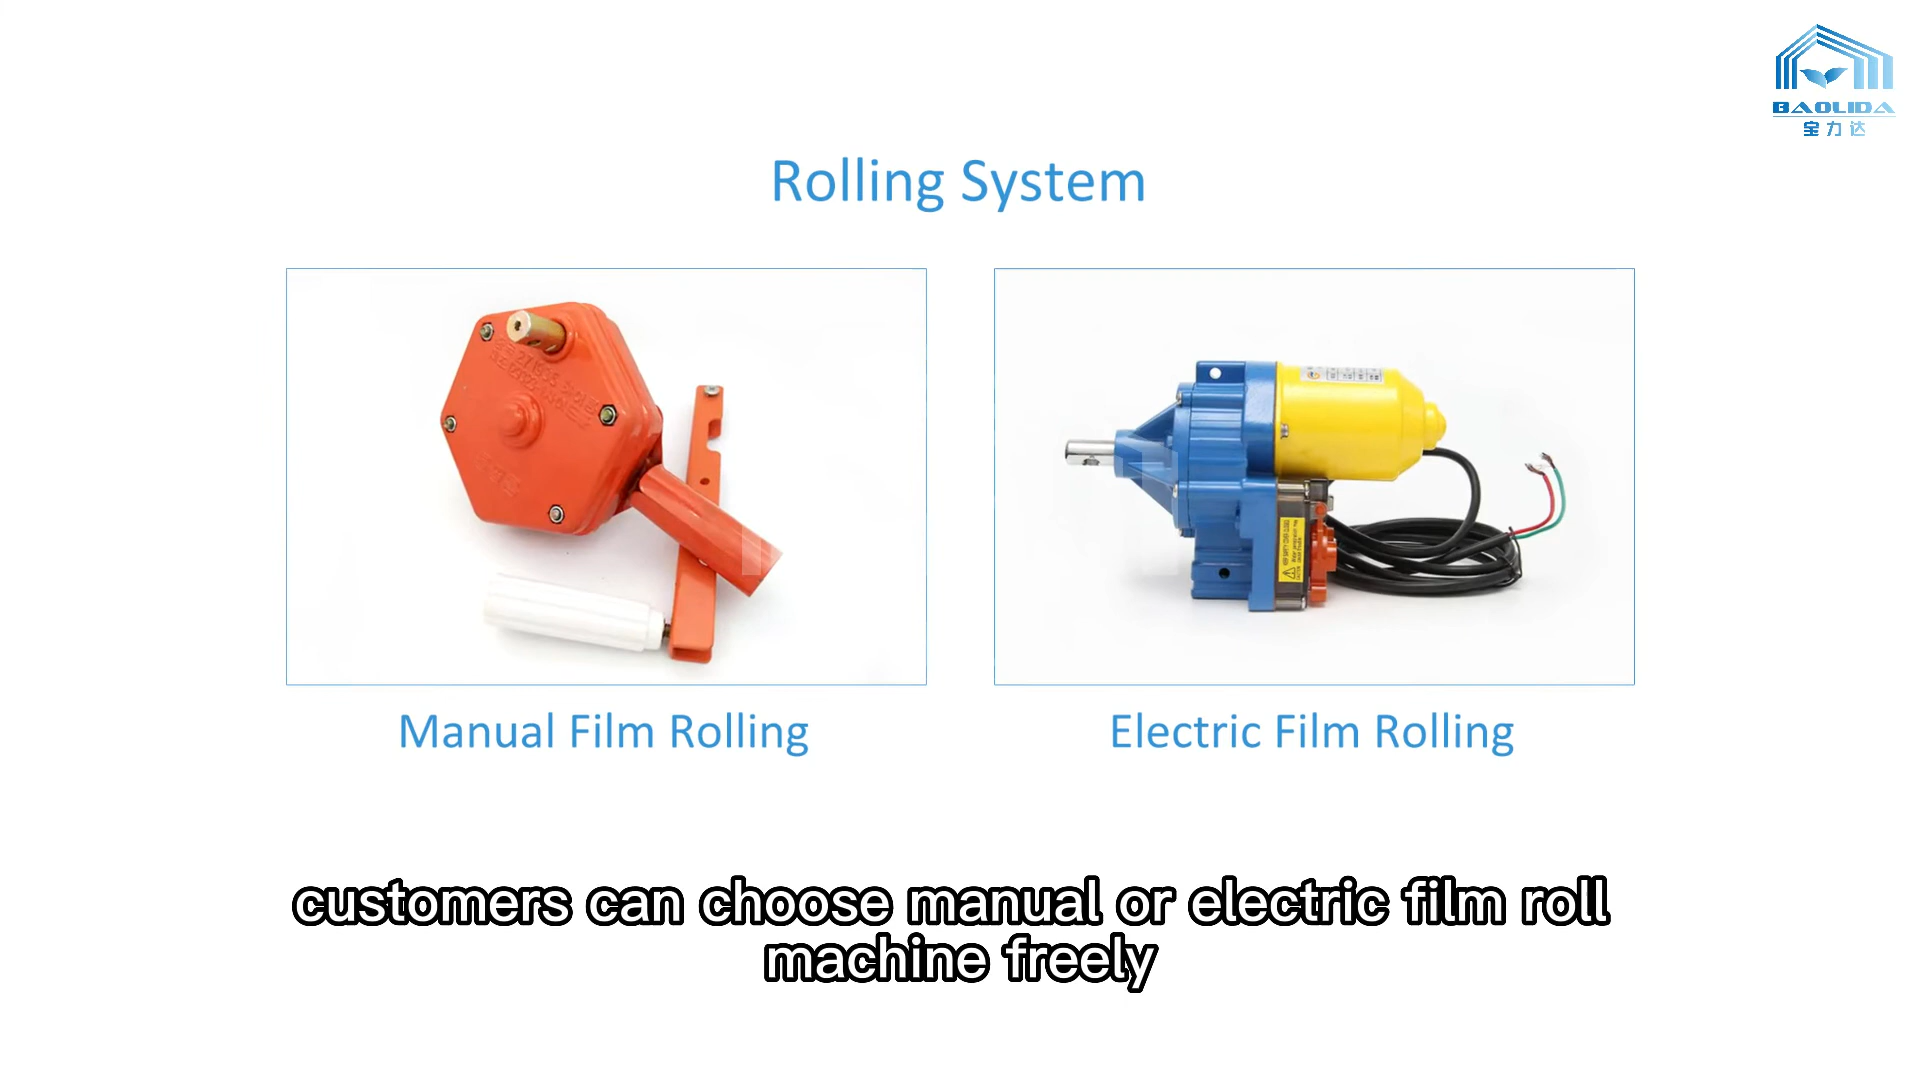 BAOLIDA
宝力达
Rolling System
Manual Film Rolling
Electric Film Rolling
customers can choose manual or electric film roll
machine freely